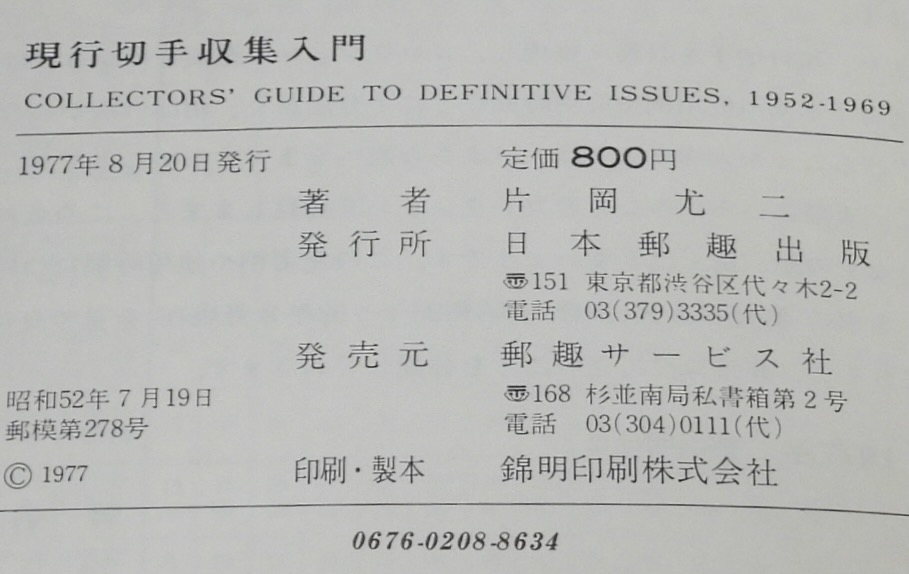 現行切手収集入門
COLLECTORS' GUIDE TO DEFINITIVE ISSUES, 1952-1969
1977年8月20日発行 定価 800円
著者 片岡尤二
発行所 日本郵趣出版
〠151 東京都渋谷区代々木2-2
電話 03(379)3335(代)
発売元 郵趣サービス社
昭和52年7月19日 〠168 杉並南局私書箱第2号
郵模第278号 電話 03(304)0111(代)
© 1977 印刷・製本 錦明印刷株式会社
0676-0208-8634